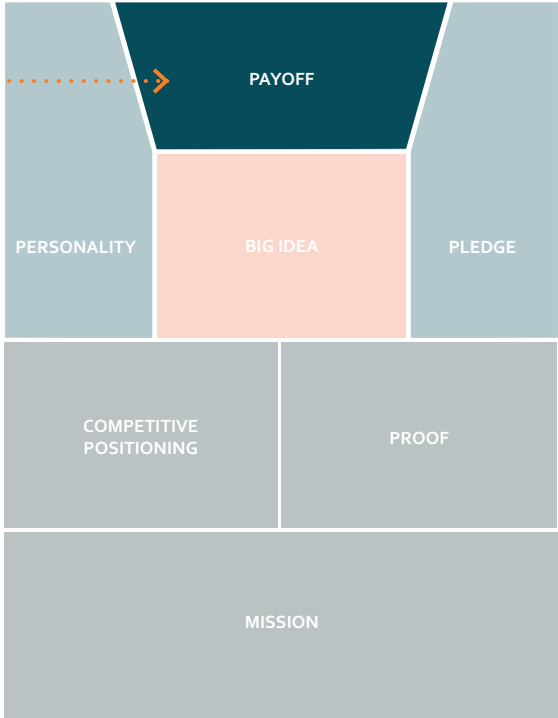 PAYOFF
PERSONALITY
BIG IDEA
PLEDGE
COMPETITIVE
POSITIONING
PROOF
MISSION